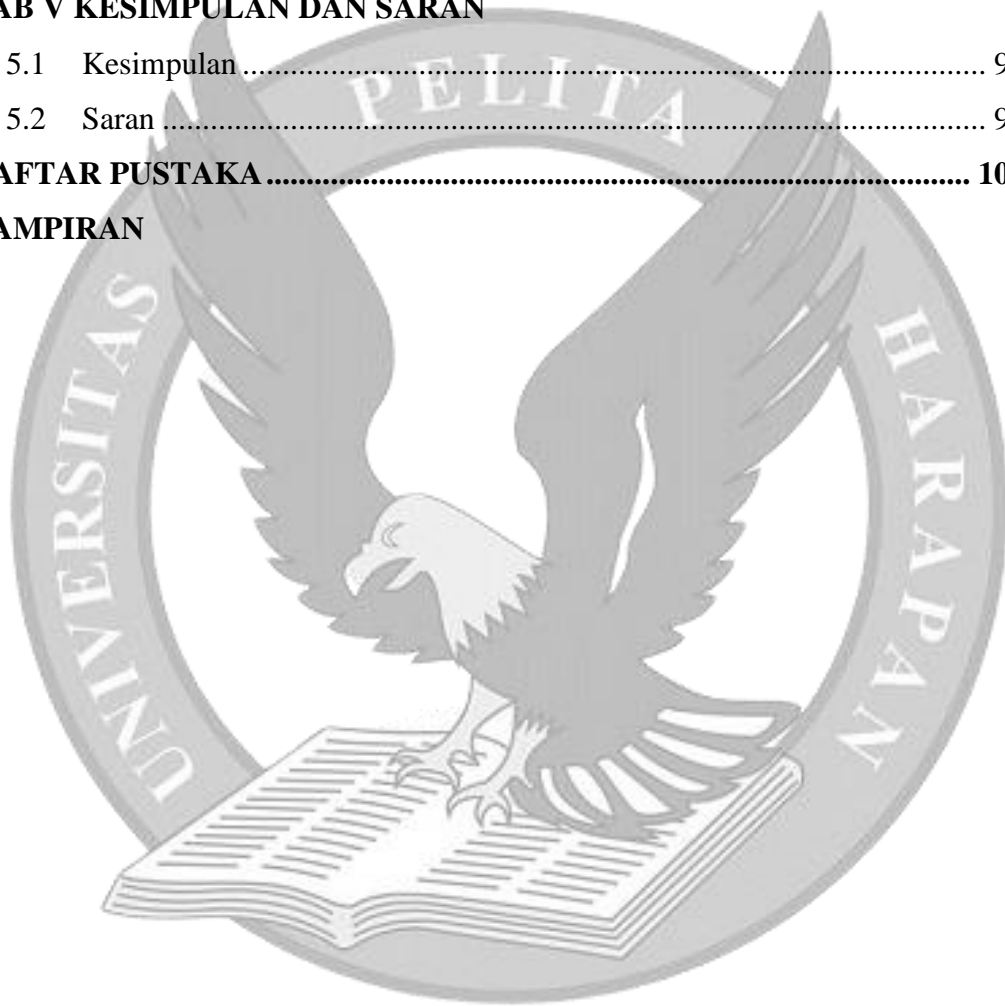 AB V KESIMPULAN DAN SARAN
5.1 Kesimpulan ........................................................................................... 9
5.2 Saran ..................................................................................................... 9
AFTAR PUSTAKA ...................................................................................... 10
AMPIRAN
UNIVERSITAS PELITA HARAPAN